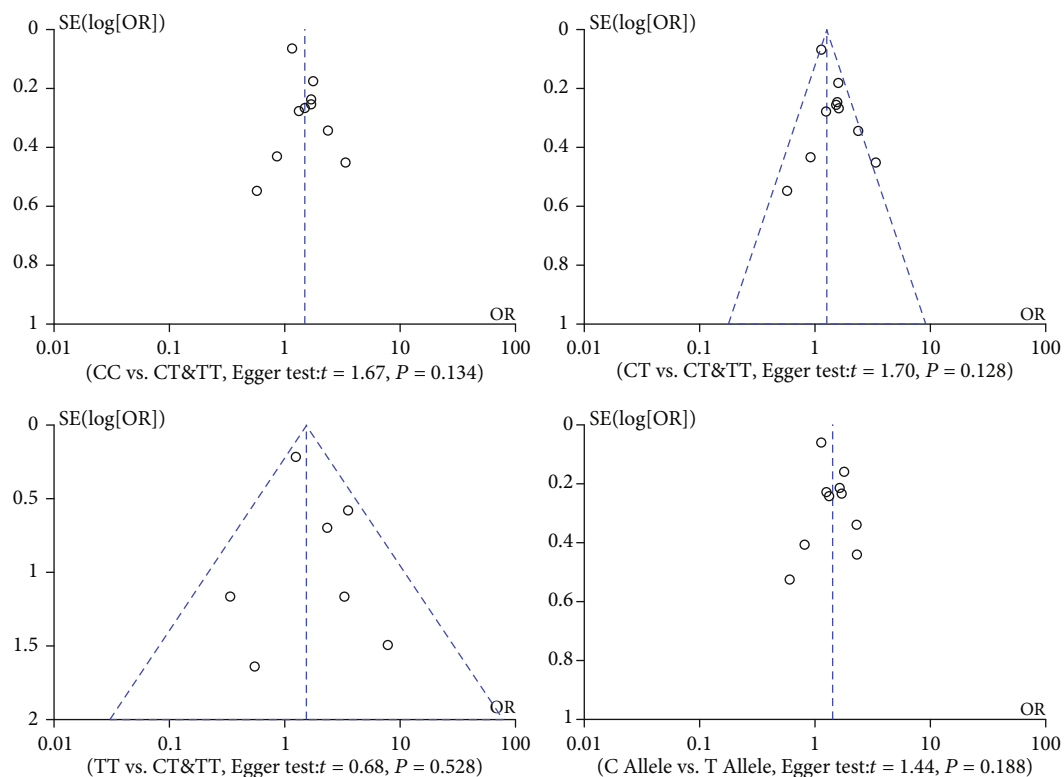 SE(log[OR])
0
0.2
0.4
0.6
0.8
1
OR
0.01 0.1 1 10 100
(CC vs. CT&TT, Egger test:t = 1.67, P = 0.134)
SE(log[OR])
0
0.2
0.4
0.6
0.8
1
OR
0.01 0.1 1 10 100
(CT vs. CT&TT, Egger test:t = 1.70, P = 0.128)
SE(log[OR])
0
0.5
1
1.5
2
OR
0.01 0.1 1 10 100
(TT vs. CT&TT, Egger test:t = 0.68, P = 0.528)
SE(log[OR])
0
0.2
0.4
0.6
0.8
1
OR
0.01 0.1 1 10 100
(C Allele vs. T Allele, Egger test:t = 1.44, P = 0.188)